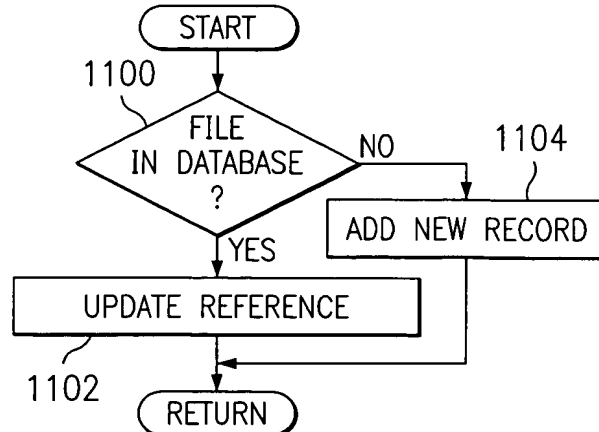 START
1100
FILE
IN DATABASE
?
NO
1104
ADD NEW RECORD
YES
UPDATE REFERENCE
1102
RETURN